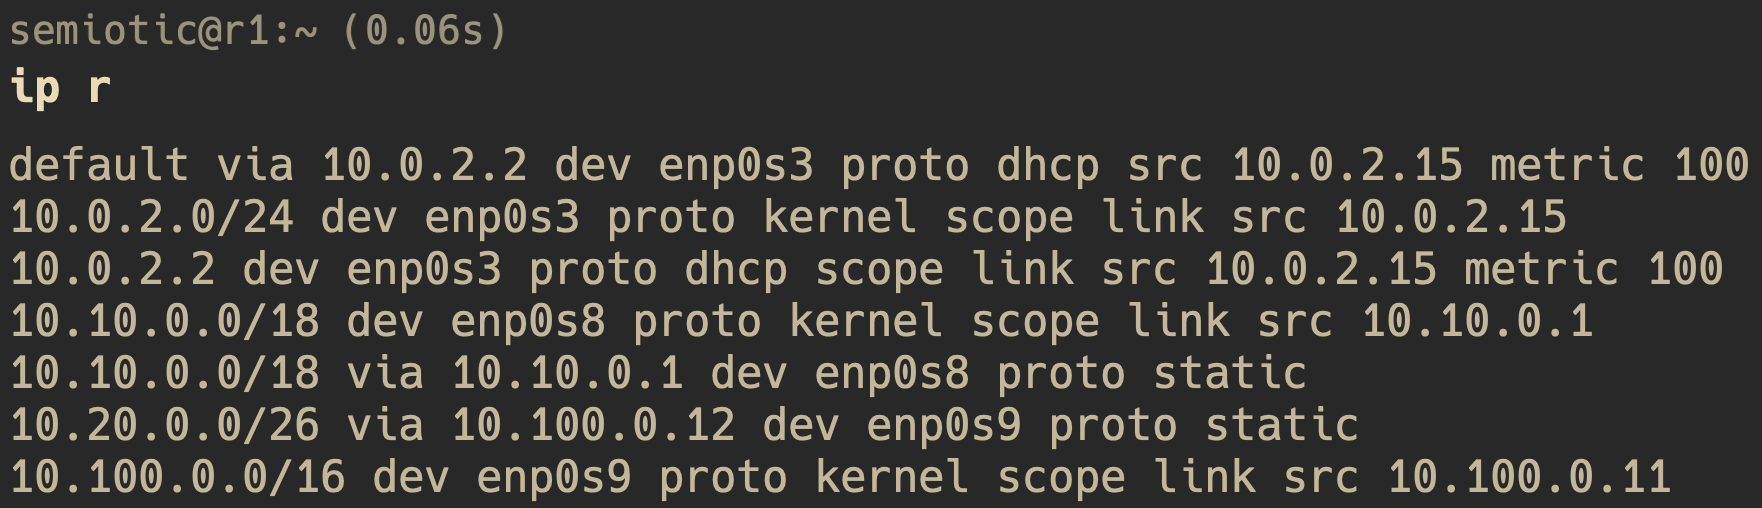 semiotic@r1:~ (0.06s)
ip r
default via 10.0.2.2 dev enp0s3 proto dhcp src 10.0.2.15 metric 100
10.0.2.0/24 dev enp0s3 proto kernel scope link src 10.0.2.15
10.0.2.2 dev enp0s3 proto dhcp scope link src 10.0.2.15 metric 100
10.10.0.0/18 dev enp0s8 proto kernel scope link src 10.10.0.1
10.10.0.0/18 via 10.10.0.1 dev enp0s8 proto static
10.20.0.0/26 via 10.100.0.12 dev enp0s9 proto static
10.100.0.0/16 dev enp0s9 proto kernel scope link src 10.100.0.11